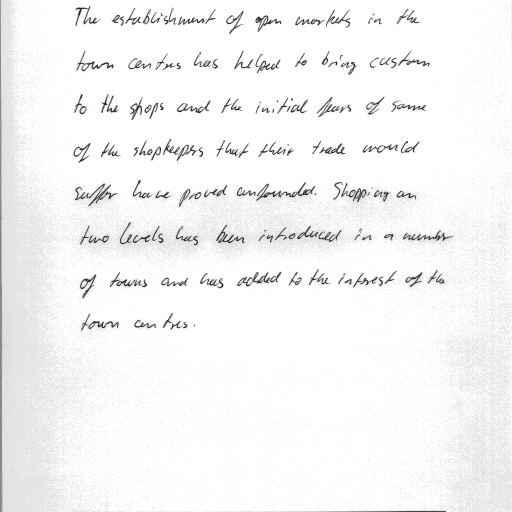 The establishment of open markets in the
town centres has helped to bring custom
to the shops and the initial fears of some
of the shopkeepers that their trade would
suffer have proved unfounded. Shopping on
two levels has been introduced in a number
of towns and has added to the interest of the
town centres.